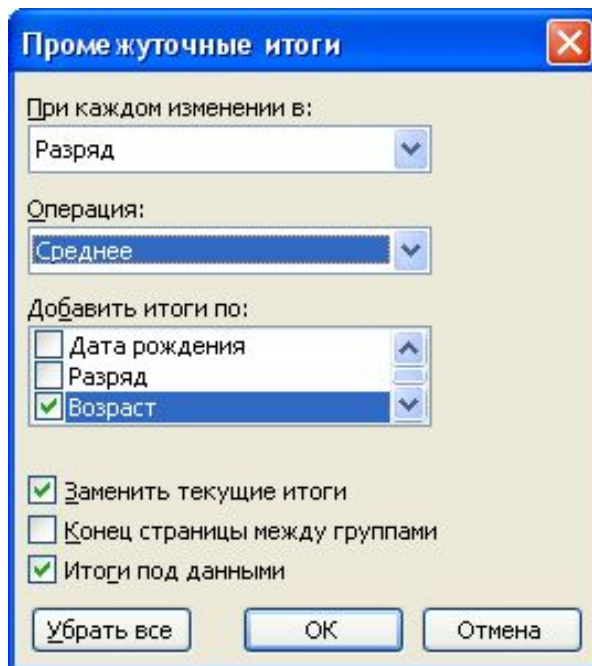 Промежуточные итоги
При каждом изменении в:
Разряд
Операция:
Среднее
Добавить итоги по:
Дата рождения
Разряд
Возраст
Заменить текущие итоги
Конец страницы между группами
Итоги под данными
Убрать все ОК Отмена